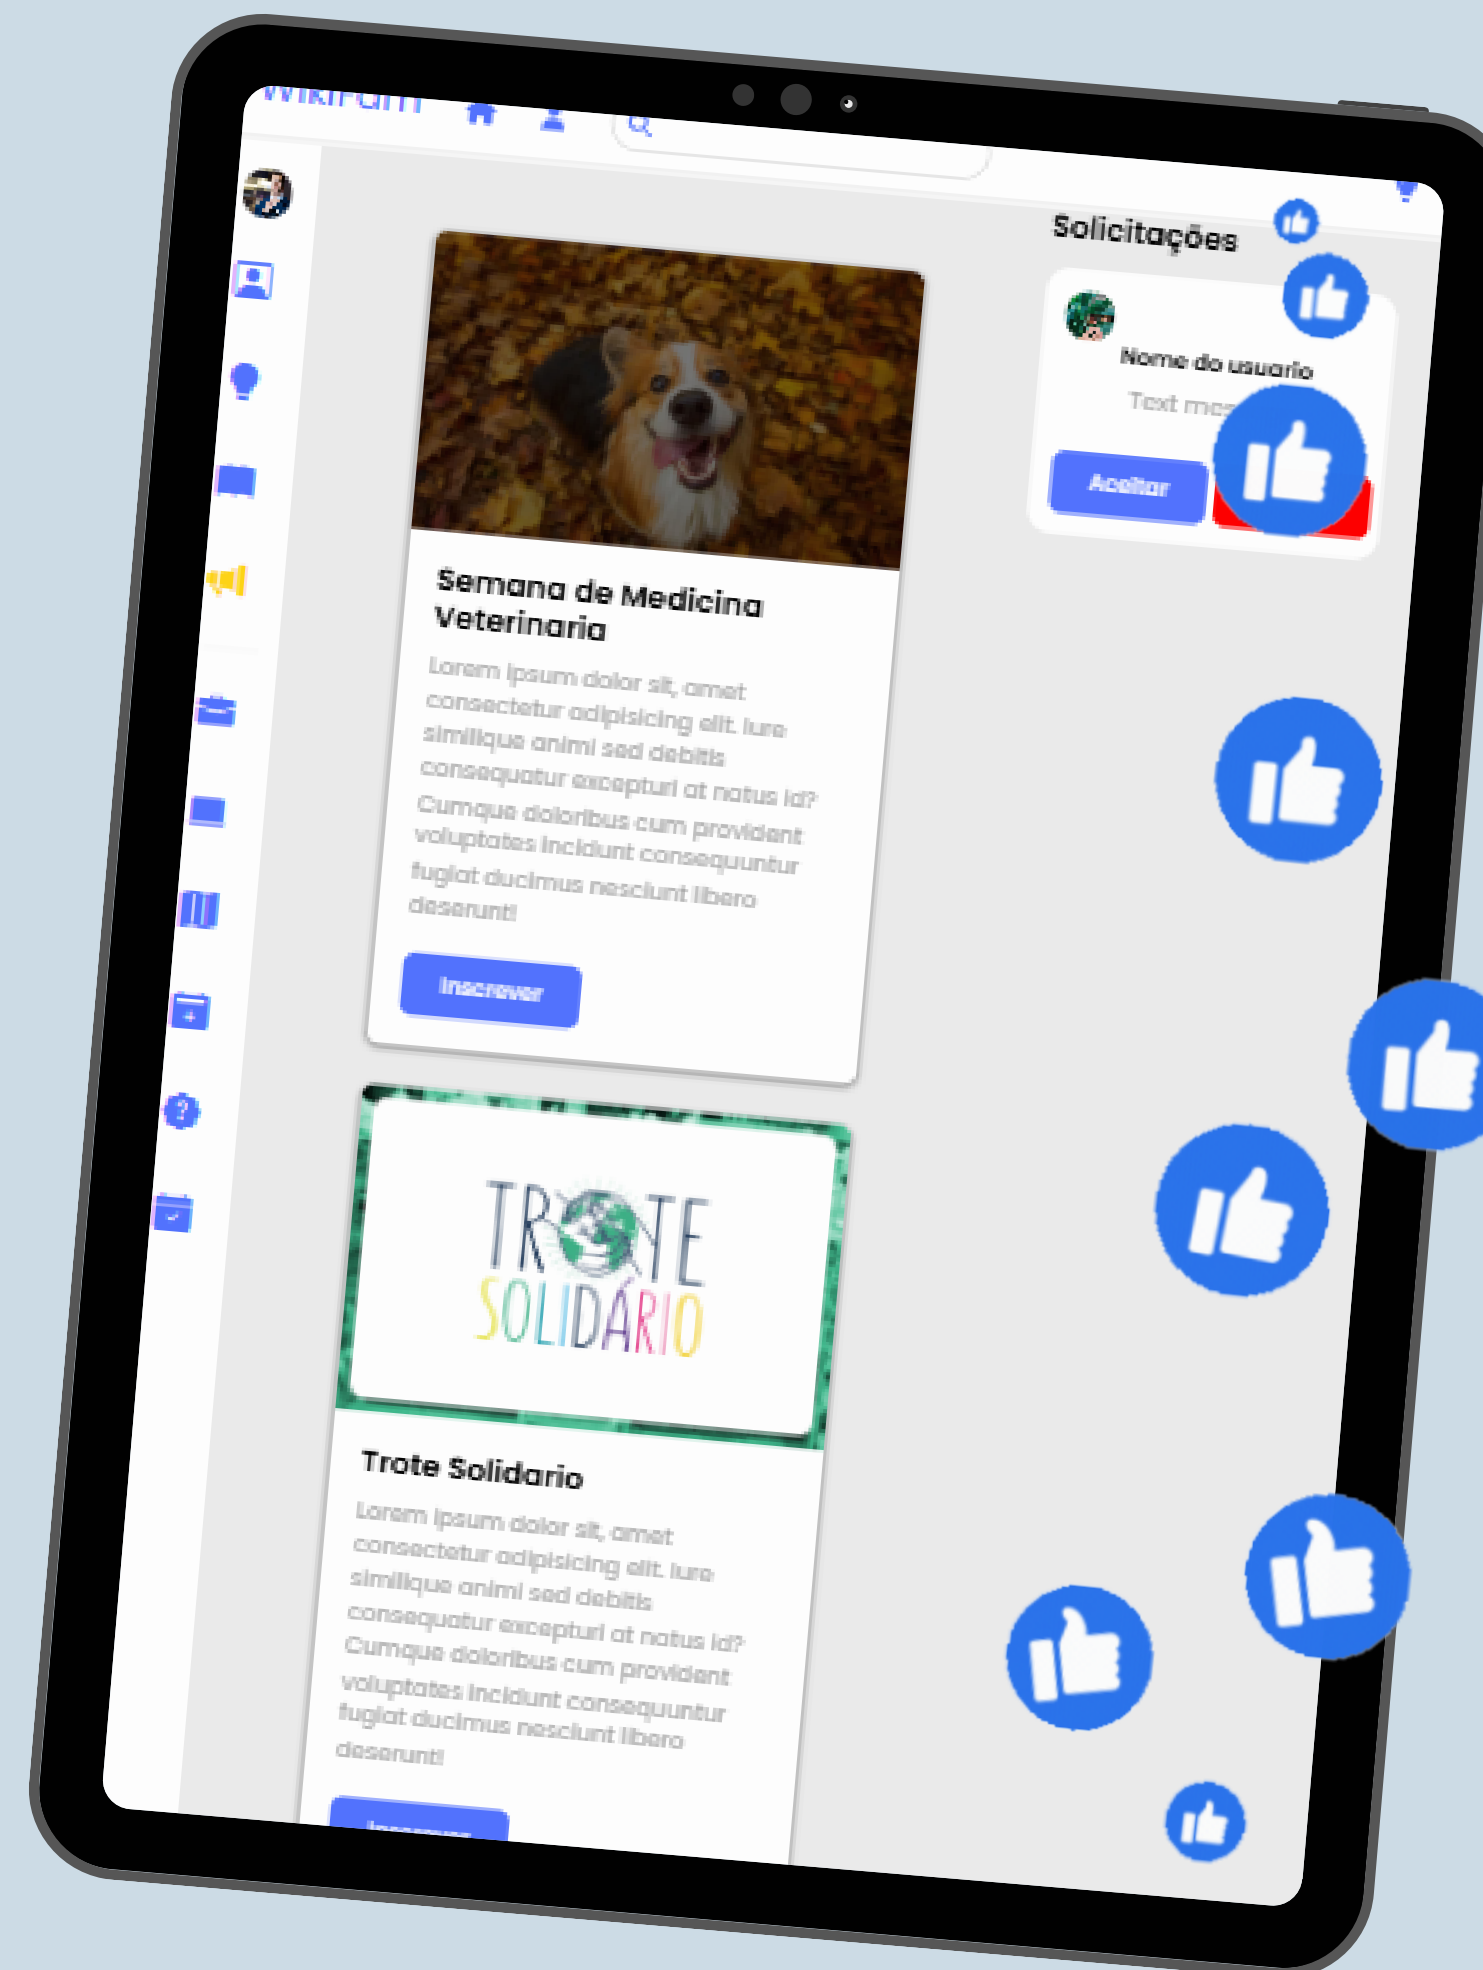 Solicitações
Nome do usuario
Text
Aceitar
Semana de Medicina
Veterinaria
Lorem ipsum dolor sit, amet
consectetur adipisicing elit. Iure
similique animi sed debitis
consequatur excepturi at natus id?
Cumque doloribus cum provident
voluptates incidunt consequuntur
fugiat ducimus nesciunt libero
deserunt!
Inscrever
TROTE
SOLIDÁRIO
Trote Solidario
Lorem ipsum dolor sit, amet
consectetur adipisicing elit. Iure
similique animi sed debitis
consequatur excepturi at natus id?
Cumque doloribus cum provident
voluptates incidunt consequuntur
fugiat ducimus nesciunt libero
deserunt!